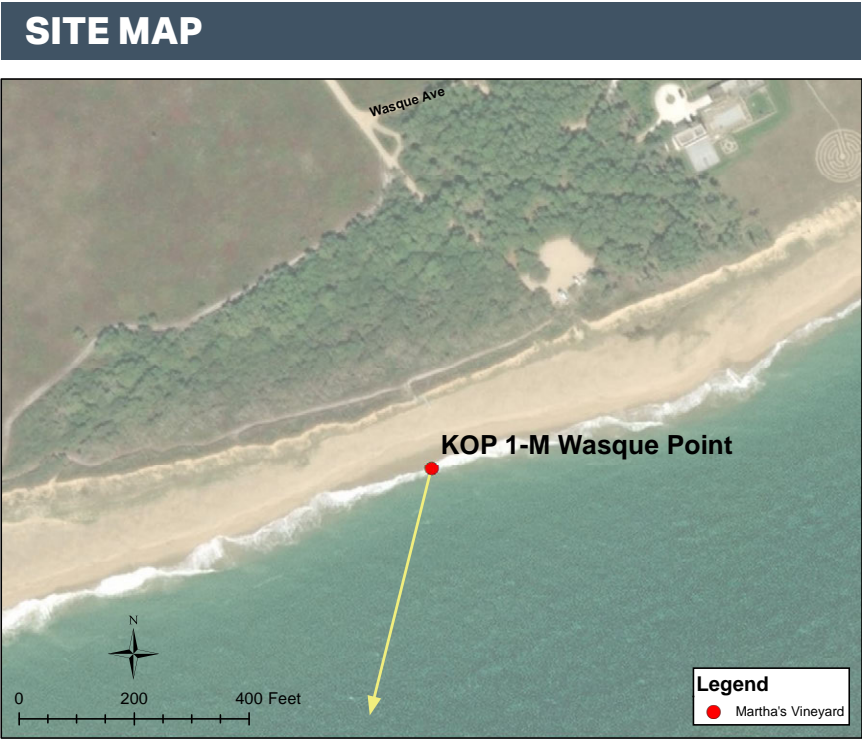 SITE MAP
Wasque Ave
KOP 1-M Wasque Point
N
0 200 400 Feet
Legend
Martha's Vineyard